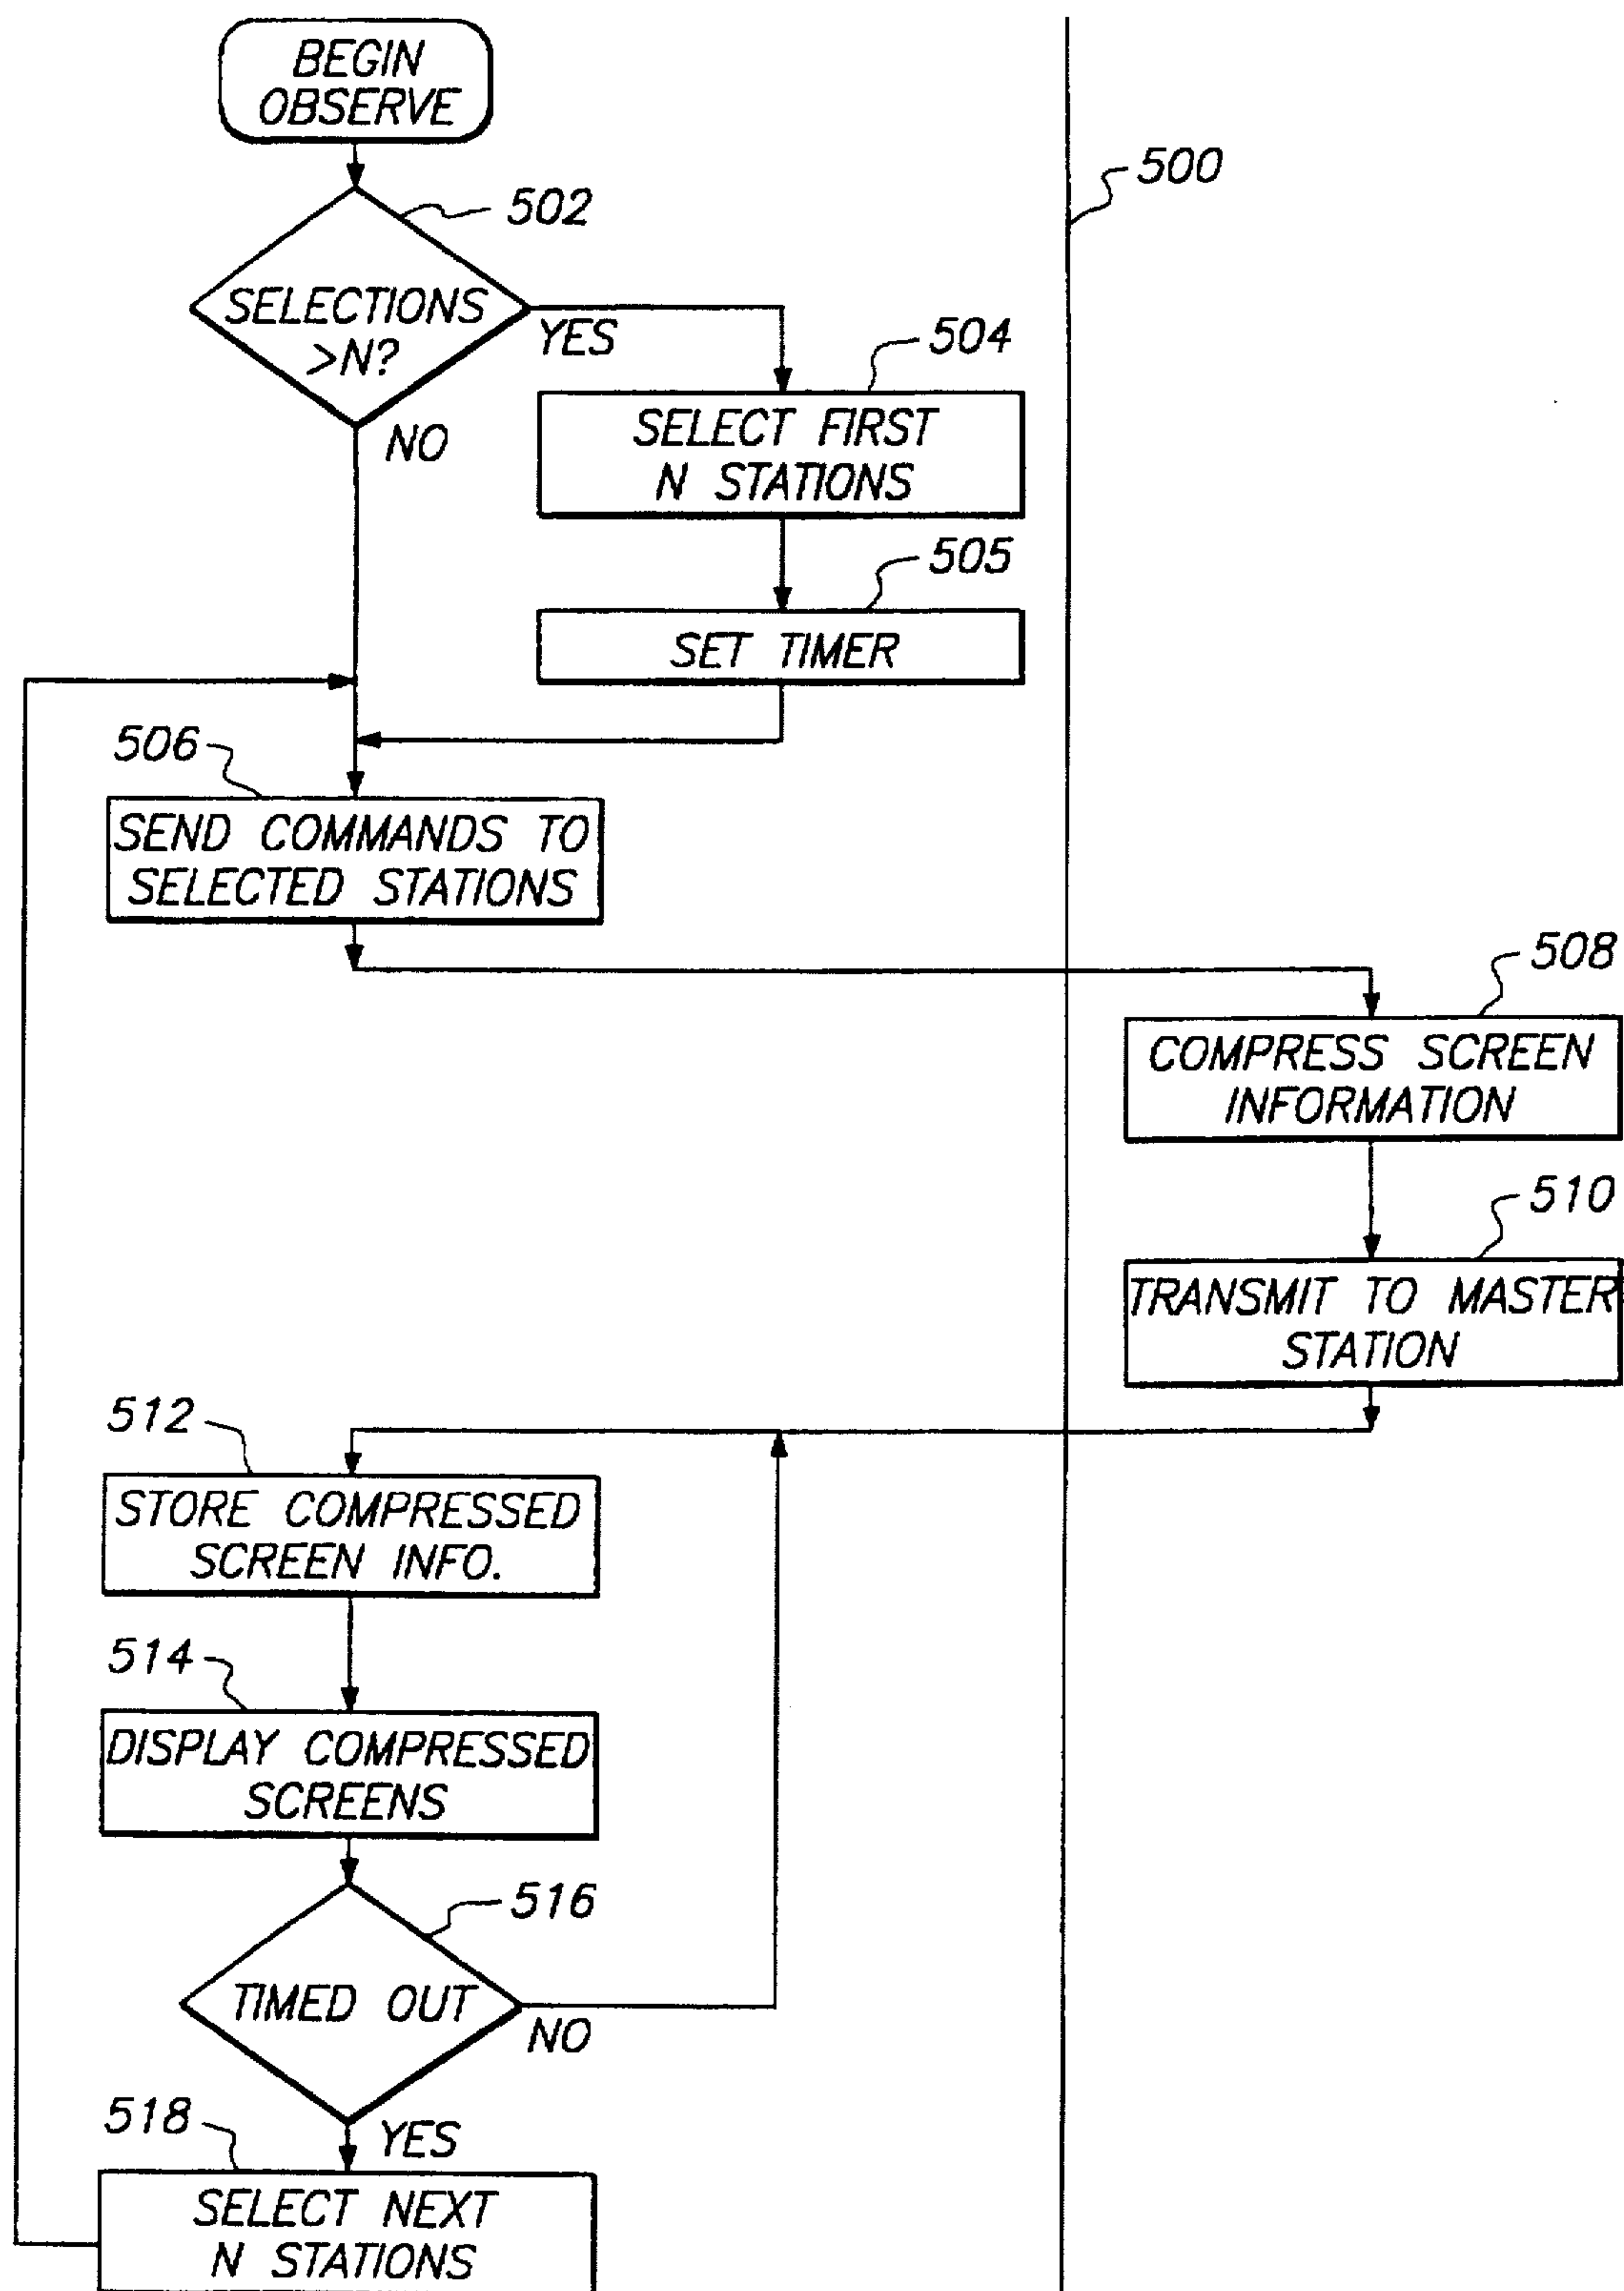 BEGIN
OBSERVE
500
502
SELECTIONS
>N?
YES
NO
504
SELECT FIRST
N STATIONS
505
SET TIMER
506
SEND COMMANDS TO
SELECTED STATIONS
508
COMPRESS SCREEN
INFORMATION
510
TRANSMIT TO MASTER
STATION
512
STORE COMPRESSED
SCREEN INFO.
514
DISPLAY COMPRESSED
SCREENS
516
TIMED OUT
NO
YES
518
SELECT NEXT
N STATIONS